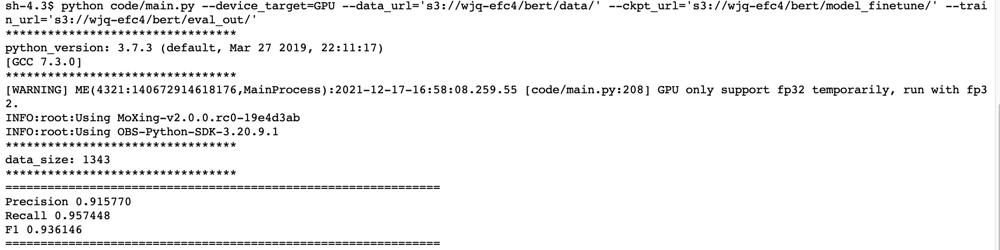 sh-4.3$ python code/main.py --device_target=GPU --data_url='s3://wjq-efc4/bert/data/' --ckpt_url='s3://wjq-efc4/bert/model_finetune/' --trai
n_url='s3://wjq-efc4/bert/eval_out/'
*********************************
python_version: 3.7.3 (default, Mar 27 2019, 22:11:17)
[GCC 7.3.0]
*********************************
[WARNING] ME(4321:140672914618176,MainProcess):2021-12-17-16:58:08.259.55 [code/main.py:208] GPU only support fp32 temporarily, run with fp3
2.
INFO:root:Using MoXing-v2.0.0.rc0-19e4d3ab
INFO:root:Using OBS-Python-SDK-3.20.9.1
*********************************
data_size: 1343
*********************************
==============================================================
Precision 0.915770
Recall 0.957448
F1 0.936146
==============================================================